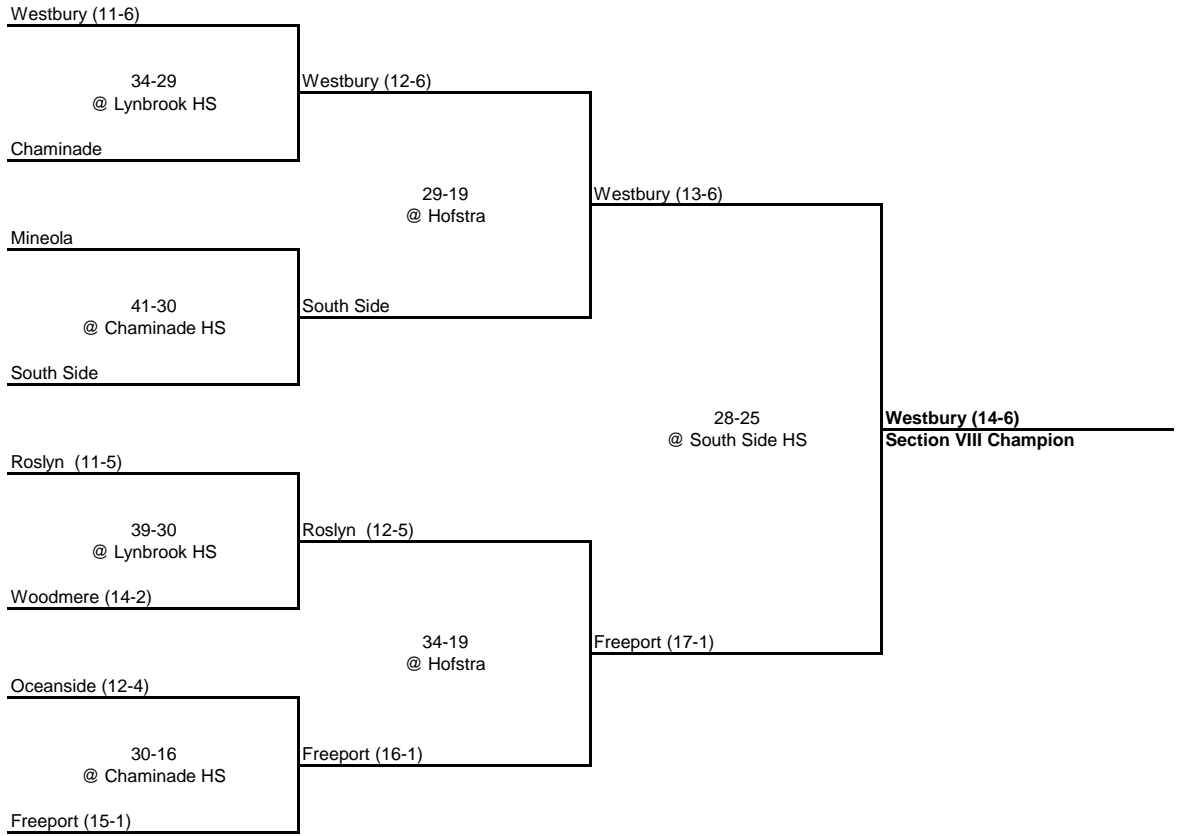 Westbury (11-6)
34-29
@ Lynbrook HS
Westbury (12-6)
Chaminade
29-19
@ Hofstra
Westbury (13-6)
Mineola
41-30
@ Chaminade HS
South Side
South Side
28-25
@ South Side HS
Westbury (14-6)
Section VIII Champion
Roslyn (11-5)
39-30
@ Lynbrook HS
Roslyn (12-5)
Woodmere (14-2)
34-19
@ Hofstra
Freeport (17-1)
Oceanside (12-4)
30-16
@ Chaminade HS
Freeport (16-1)
Freeport (15-1)